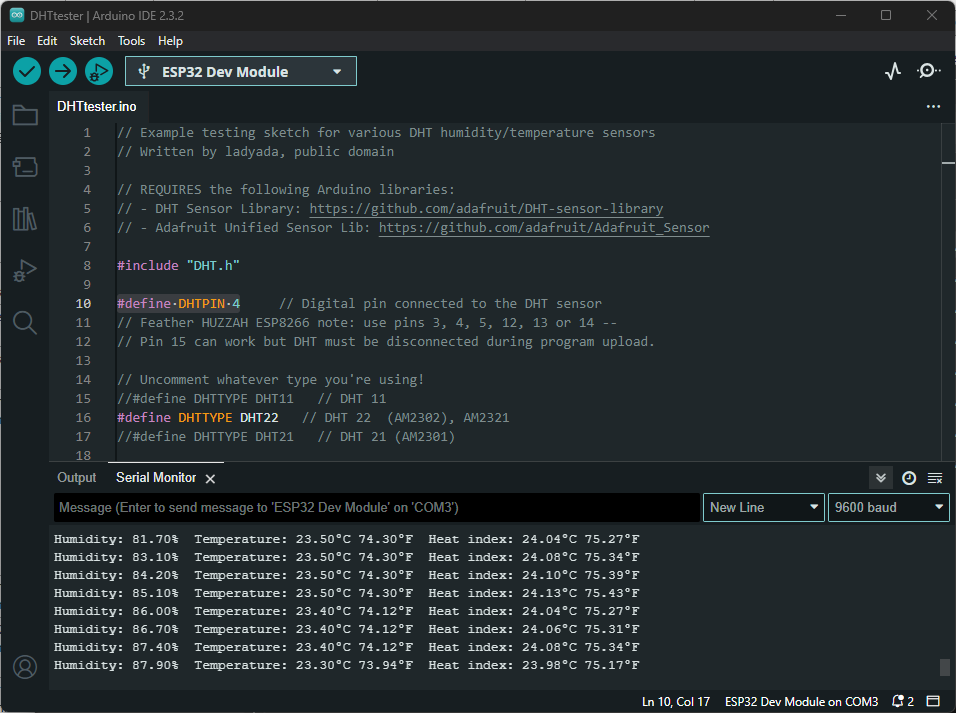 DHTtester | Arduino IDE 2.3.2
File Edit Sketch Tools Help
ESP32 Dev Module
DHTtester.ino
1 // Example testing sketch for various DHT humidity/temperature sensors
2 // Written by ladyada, public domain
3
4 // REQUIRES the following Arduino libraries:
5 // - DHT Sensor Library: https://github.com/adafruit/DHT-sensor-library
6 // - Adafruit Unified Sensor Lib: https://github.com/adafruit/Adafruit_Sensor
7
8 #include "DHT.h"
9
10 #define·DHTPIN·4     // Digital pin connected to the DHT sensor
11 // Feather HUZZAH ESP8266 note: use pins 3, 4, 5, 12, 13 or 14 --
12 // Pin 15 can work but DHT must be disconnected during program upload.
13
14 // Uncomment whatever type you're using!
15 //#define DHTTYPE DHT11   // DHT 11
16 #define DHTTYPE DHT22   // DHT 22  (AM2302), AM2321
17 //#define DHTTYPE DHT21   // DHT 21 (AM2301)
18
Output Serial Monitor
Message (Enter to send message to 'ESP32 Dev Module' on 'COM3') New Line 9600 baud
Humidity: 81.70%  Temperature: 23.50°C 74.30°F  Heat index: 24.04°C 75.27°F
Humidity: 83.10%  Temperature: 23.50°C 74.30°F  Heat index: 24.08°C 75.34°F
Humidity: 84.20%  Temperature: 23.50°C 74.30°F  Heat index: 24.10°C 75.39°F
Humidity: 85.10%  Temperature: 23.50°C 74.30°F  Heat index: 24.13°C 75.43°F
Humidity: 86.00%  Temperature: 23.40°C 74.12°F  Heat index: 24.04°C 75.27°F
Humidity: 86.70%  Temperature: 23.40°C 74.12°F  Heat index: 24.06°C 75.31°F
Humidity: 87.40%  Temperature: 23.40°C 74.12°F  Heat index: 24.08°C 75.34°F
Humidity: 87.90%  Temperature: 23.30°C 73.94°F  Heat index: 23.98°C 75.17°F
Ln 10, Col 17 ESP32 Dev Module on COM3 2